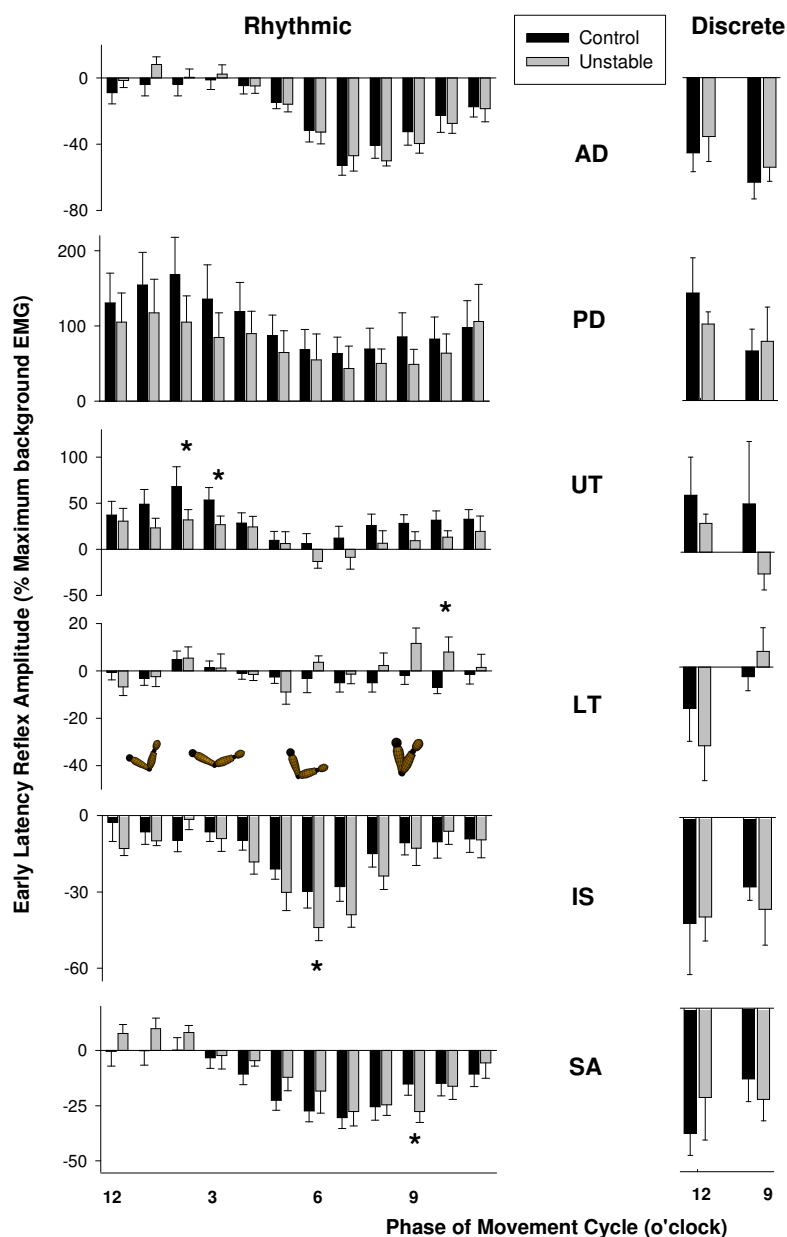 Rhythmic
Discrete
Control
Unstable
0
-40
-80
AD
200
100
0
PD
100
50
0
-50
*
*
UT
20
0
-20
-40
*
LT
0
-30
-60
*
IS
0
-25
-50
*
SA
12 3 6 9
12 9
Phase of Movement Cycle (o'clock)
Early Latency Reflex Amplitude (% Maximum background EMG)